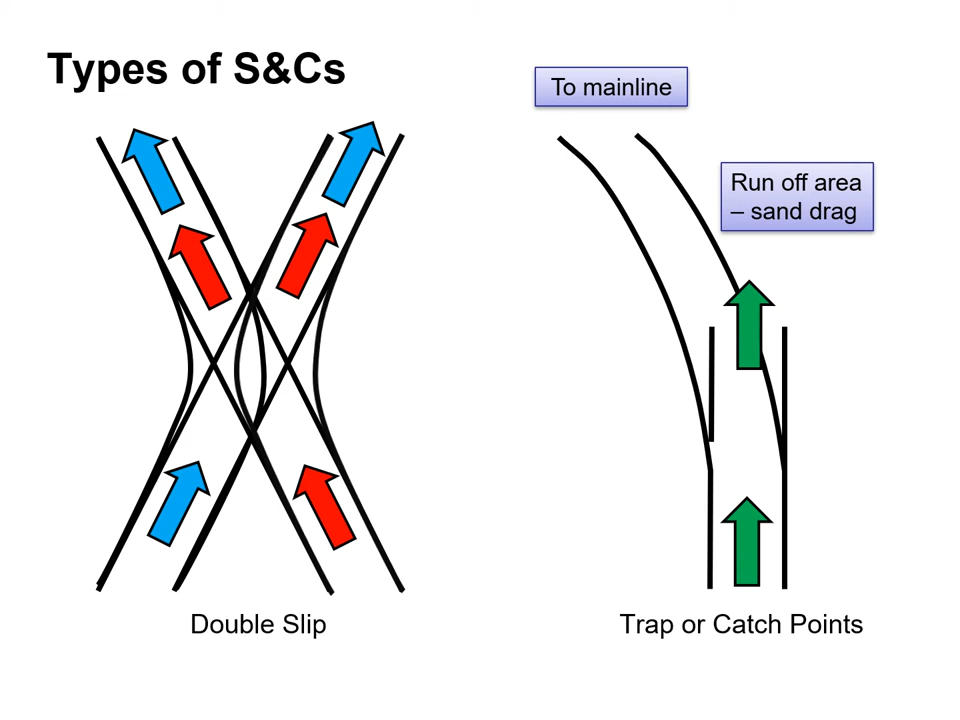 Types of S&Cs
To mainline
Run off area
– sand drag
Double Slip
Trap or Catch Points